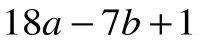 18a − 7b + 1